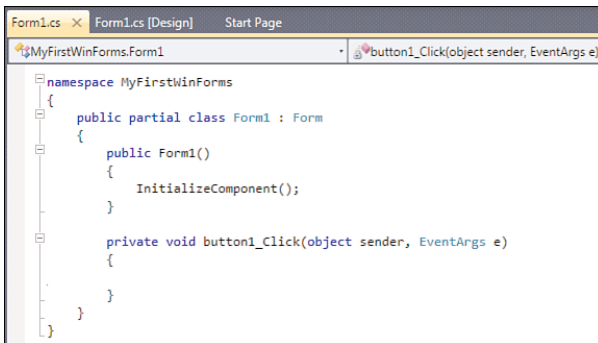 Form1.cs × Form1.cs [Design] Start Page
MyFirstWinForms.Form1 button1_Click(object sender, EventArgs e)
namespace MyFirstWinForms
{
public partial class Form1 : Form
{
public Form1()
{
InitializeComponent();
}
private void button1_Click(object sender, EventArgs e)
{
}
}
}